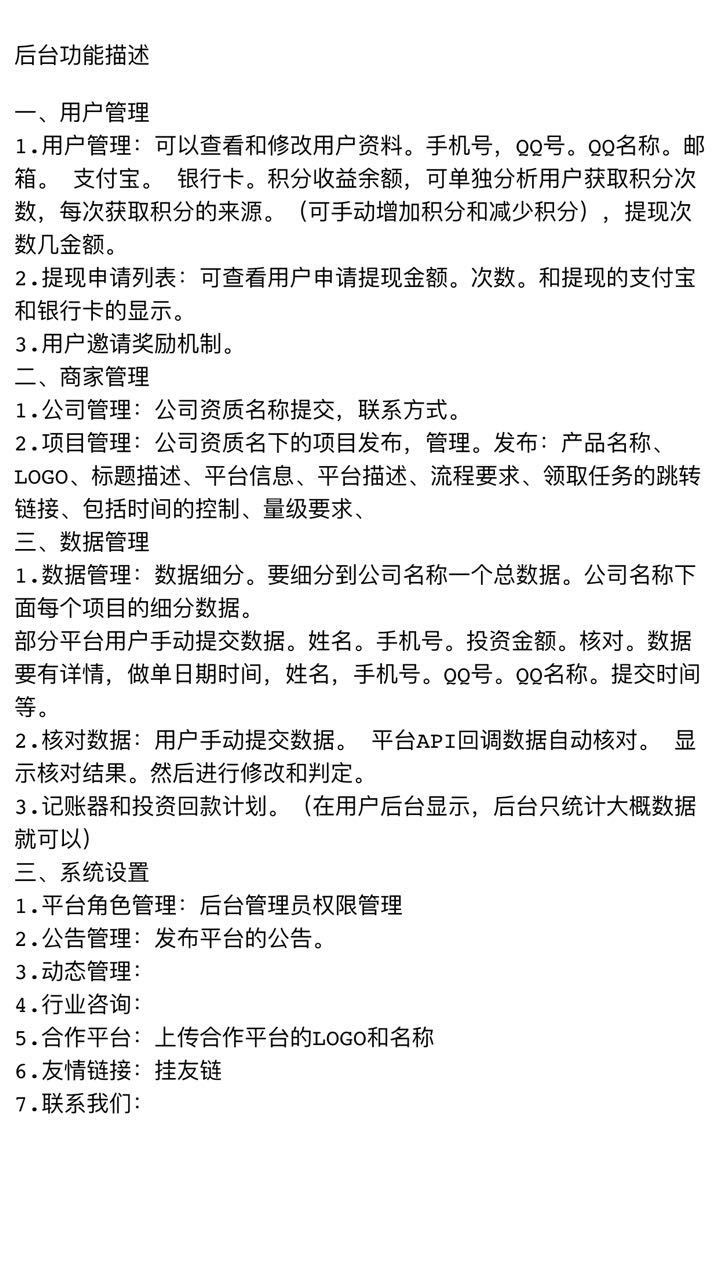 后台功能描述
一、用户管理
1.用户管理：可以查看和修改用户资料。手机号，QQ号。QQ名称。邮
箱。 支付宝。 银行卡。积分收益余额，可单独分析用户获取积分次
数，每次获取积分的来源。（可手动增加积分和减少积分），提现次
数几金额。
2.提现申请列表：可查看用户申请提现金额。次数。和提现的支付宝
和银行卡的显示。
3.用户邀请奖励机制。
二、商家管理
1.公司管理：公司资质名称提交，联系方式。
2.项目管理：公司资质名下的项目发布，管理。发布：产品名称、
LOGO、标题描述、平台信息、平台描述、流程要求、领取任务的跳转
链接、包括时间的控制、量级要求、
三、数据管理
1.数据管理：数据细分。要细分到公司名称一个总数据。公司名称下
面每个项目的细分数据。
部分平台用户手动提交数据。姓名。手机号。投资金额。核对。数据
要有详情，做单日期时间，姓名，手机号。QQ号。QQ名称。提交时间
等。
2.核对数据：用户手动提交数据。 平台API回调数据自动核对。 显
示核对结果。然后进行修改和判定。
3.记账器和投资回款计划。（在用户后台显示，后台只统计大概数据
就可以）
三、系统设置
1.平台角色管理：后台管理员权限管理
2.公告管理：发布平台的公告。
3.动态管理：
4.行业咨询：
5.合作平台：上传合作平台的LOGO和名称
6.友情链接：挂友链
7.联系我们：